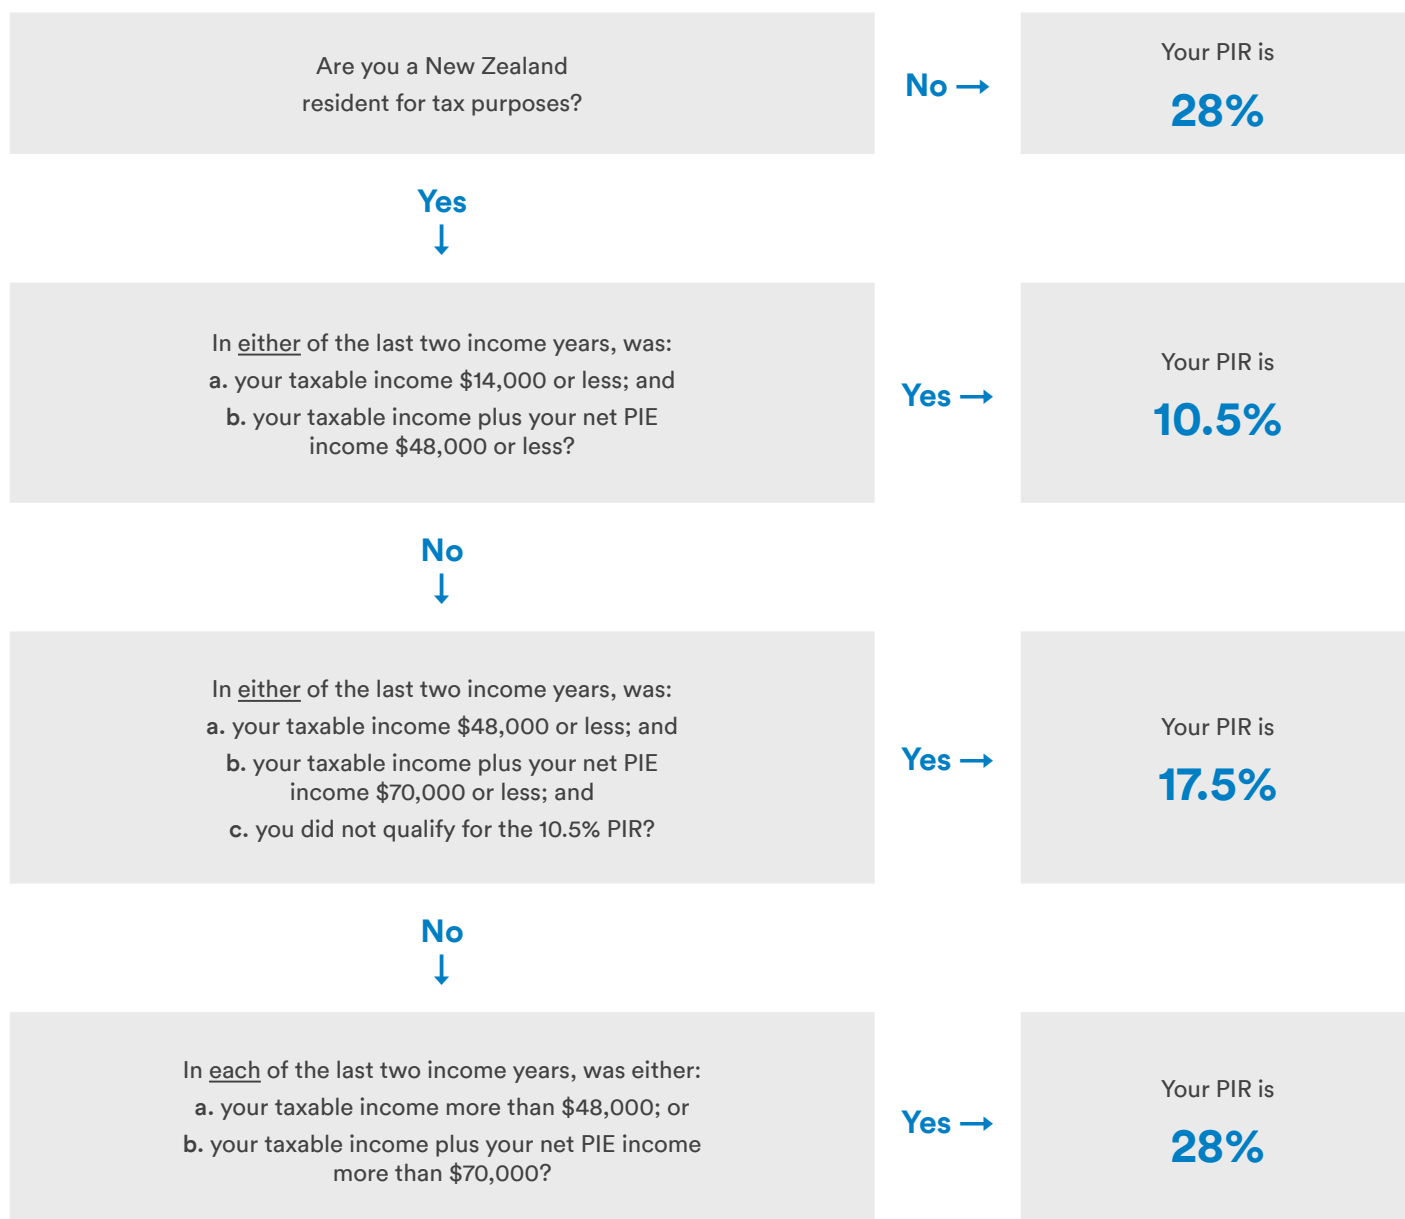 Are you a New Zealand
resident for tax purposes?
No →
Your PIR is
28%
Yes
↓
In either of the last two income years, was:
a. your taxable income $14,000 or less; and
b. your taxable income plus your net PIE
income $48,000 or less?
Yes →
Your PIR is
10.5%
No
↓
In either of the last two income years, was:
a. your taxable income $48,000 or less; and
b. your taxable income plus your net PIE
income $70,000 or less; and
c. you did not qualify for the 10.5% PIR?
Yes →
Your PIR is
17.5%
No
↓
In each of the last two income years, was either:
a. your taxable income more than $48,000; or
b. your taxable income plus your net PIE income
more than $70,000?
Yes →
Your PIR is
28%